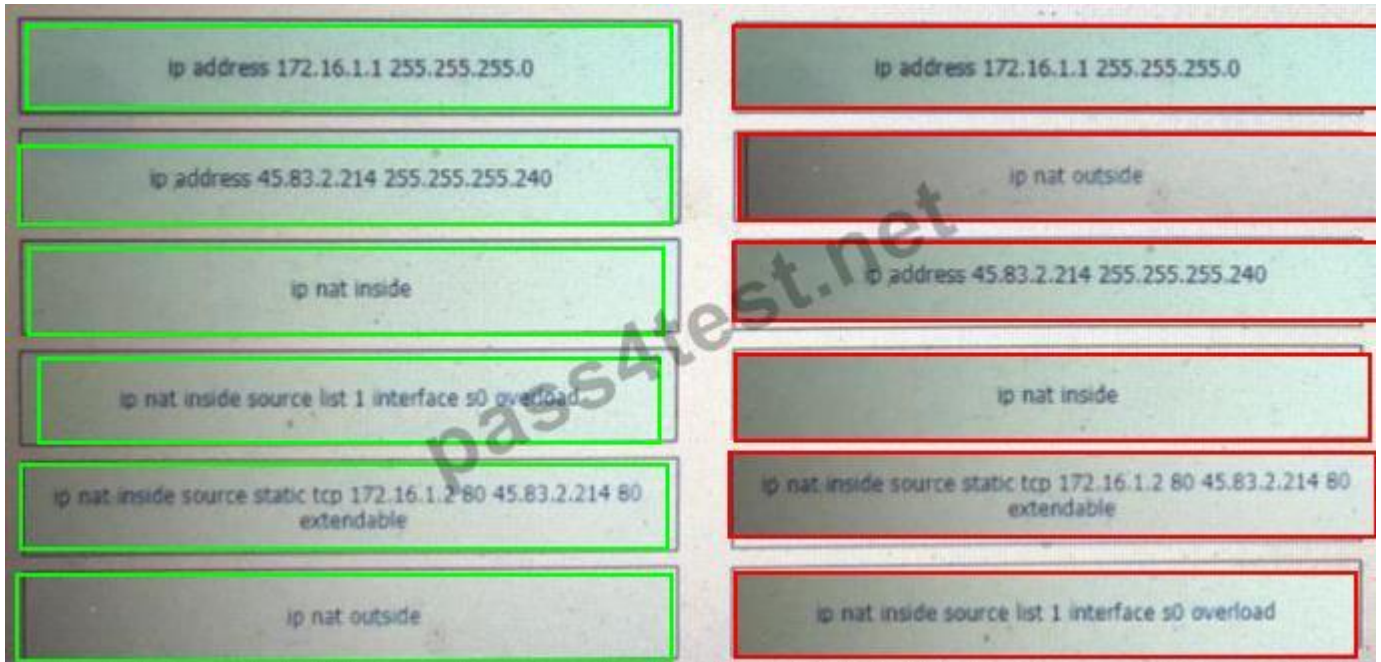 ip address 172.16.1.1 255.255.255.0
ip address 45.83.2.214 255.255.255.240
ip nat inside
ip nat inside source list 1 interface s0 overload
ip nat inside source static tcp 172.16.1.2 80 45.83.2.214 80
extendable
ip nat outside
ip address 172.16.1.1 255.255.255.0
ip nat outside
ip address 45.83.2.214 255.255.255.240
ip nat inside
ip nat inside source static tcp 172.16.1.2 80 45.83.2.214 80
extendable
ip nat inside source list 1 interface s0 overload
pass4test.net